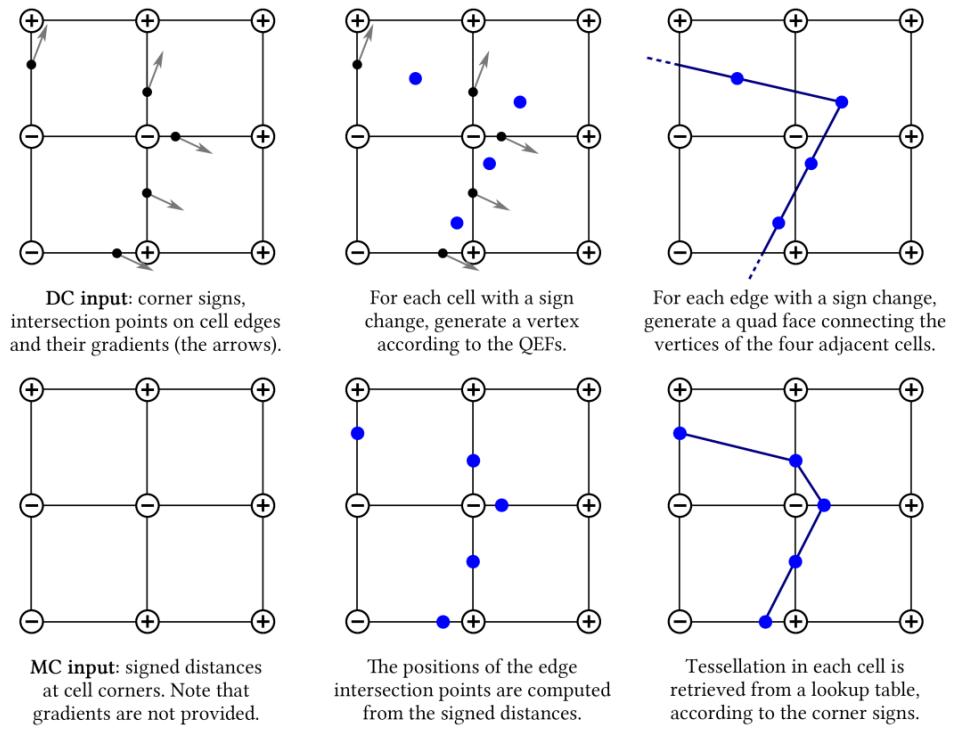 + + +
− − +
− + +
DC input: corner signs,
intersection points on cell edges
and their gradients (the arrows).
+ + +
− − +
− + +
For each cell with a sign
change, generate a vertex
according to the QEFs.
+ + +
− − +
− + +
For each edge with a sign change,
generate a quad face connecting the
vertices of the four adjacent cells.
+ + +
− − +
− + +
MC input: signed distances
at cell corners. Note that
gradients are not provided.
+ + +
− − +
− + +
The positions of the edge
intersection points are computed
from the signed distances.
+ + +
− − +
− + +
Tessellation in each cell is
retrieved from a lookup table,
according to the corner signs.